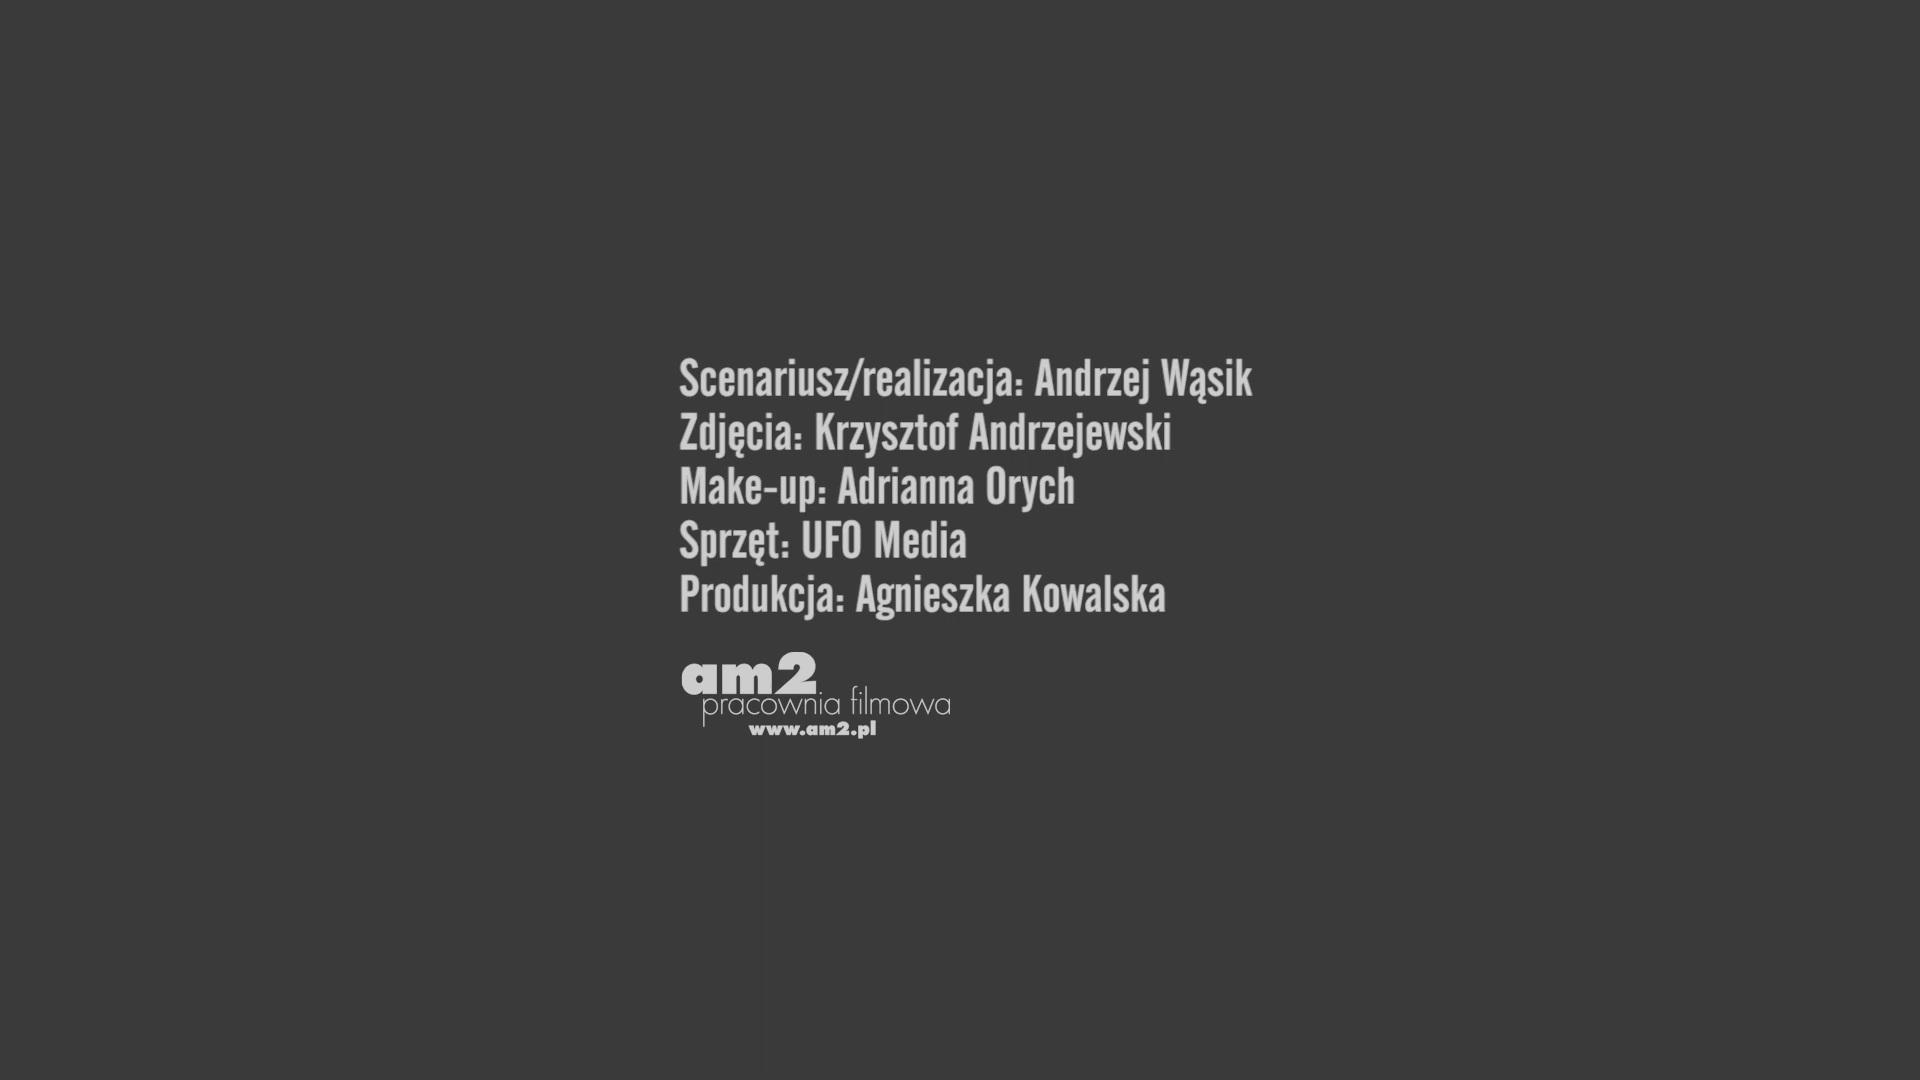 Scenariusz/realizacja: Andrzej Wąsik
Zdjęcia: Krzysztof Andrzejewski
Make-up: Adrianna Orych
Sprzęt: UFO Media
Produkcja: Agnieszka Kowalska
am2
pracownia filmowa
www.am2.pl